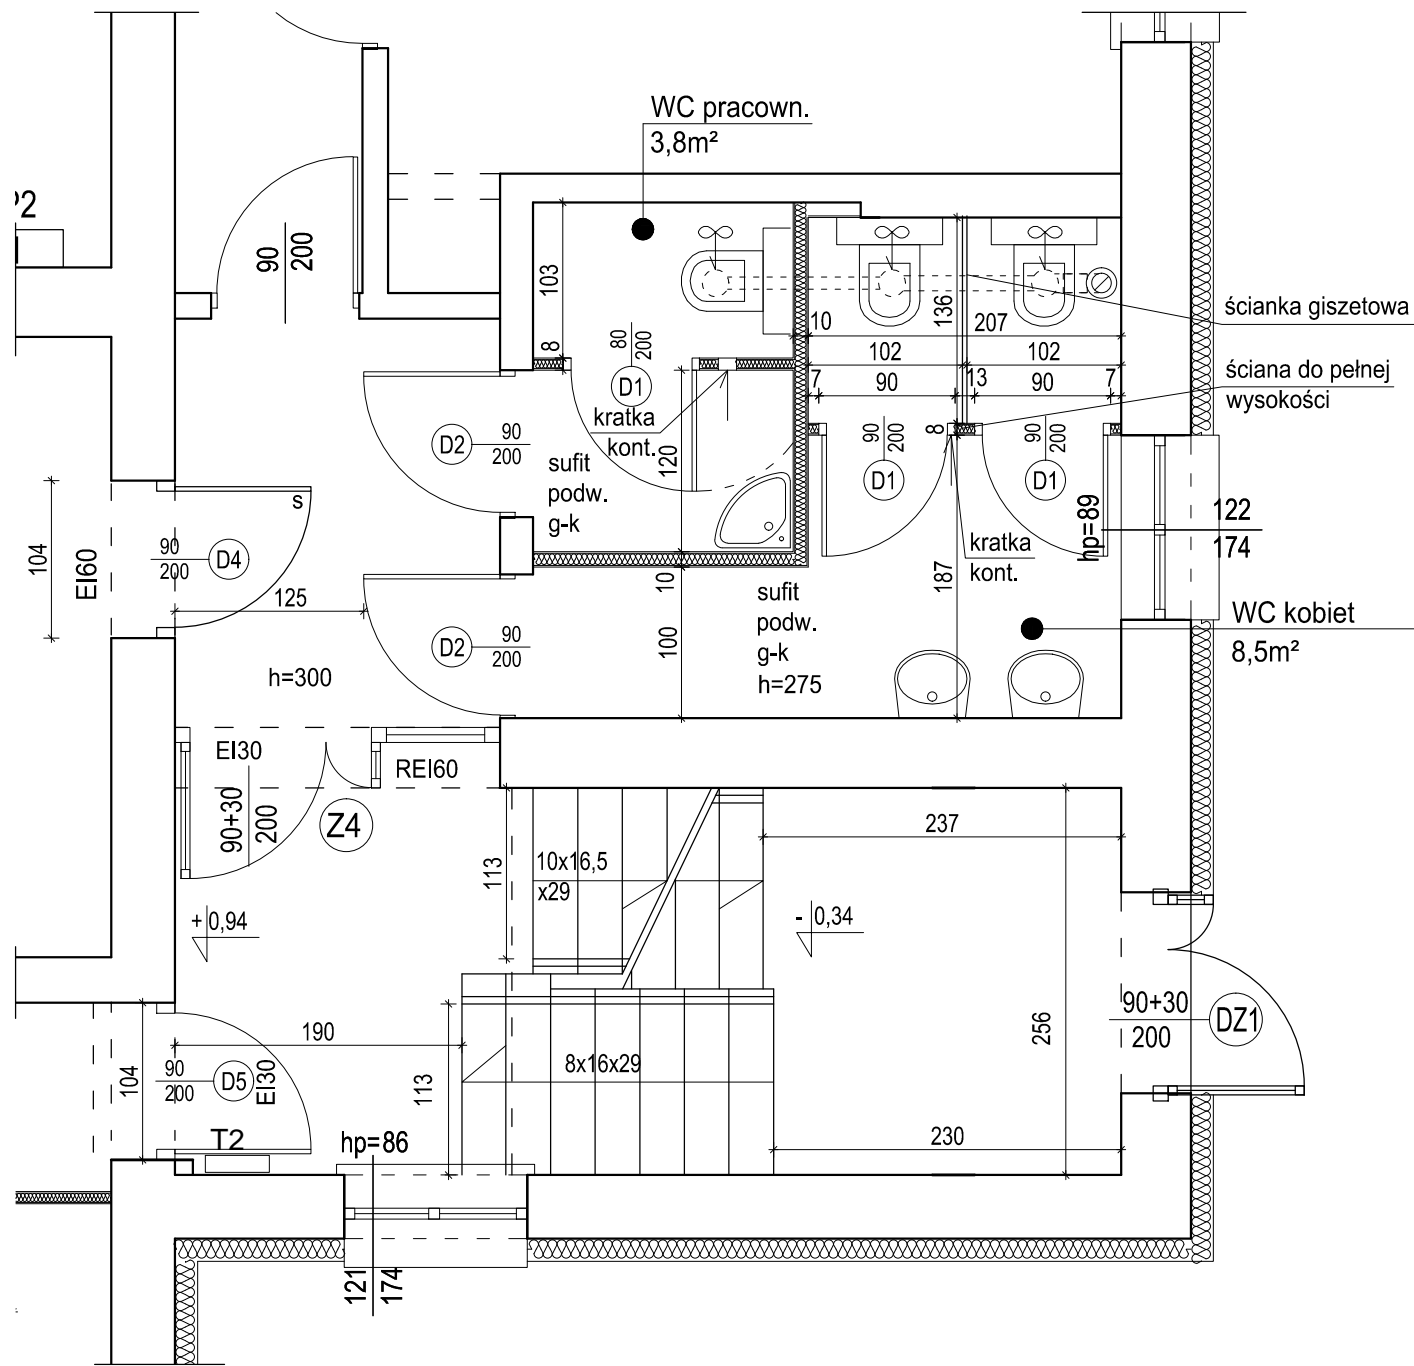 WC pracown.
3,8m²
P2
90
200
103
8
80
200
D1
10
136
207
102
102
7
90
13
90
7
ścianka giszetowa
ściana do pełnej
wysokości
kratka
kont.
D2
90
200
sufit
podw.
g-k
120
90
200
D1
8
90
200
D1
hp=89
122
174
s
104
EI60
90
200
D4
125
kratka
kont.
187
10
sufit
podw.
g-k
h=275
WC kobiet
8,5m²
D2
90
200
100
h=300
EI30
REI60
90+30
200
Z4
237
113
10x16,5
x29
+0,94
-0,34
190
256
90+30
200
DZ1
104
90
200
D5
EI30
113
8x16x29
T2
hp=86
230
121
174